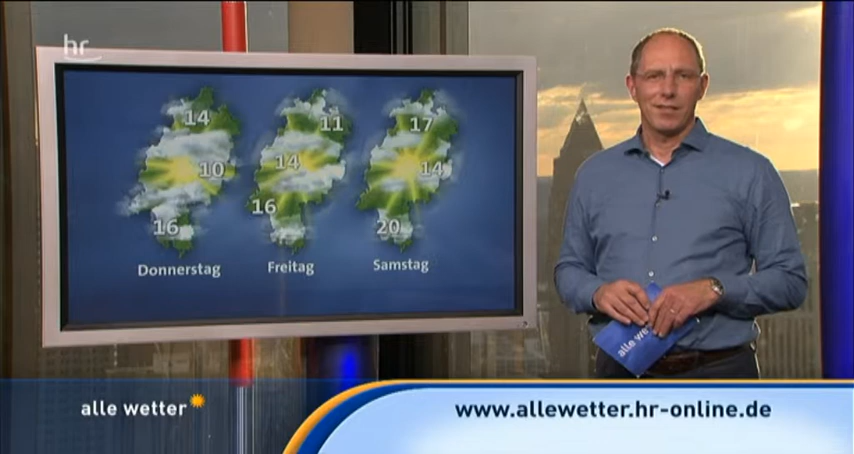 hr
14
10
16
Donnerstag
11
14
16
Freitag
17
14
20
Samstag
alle we
alle wetter
www.allewetter.hr-online.de